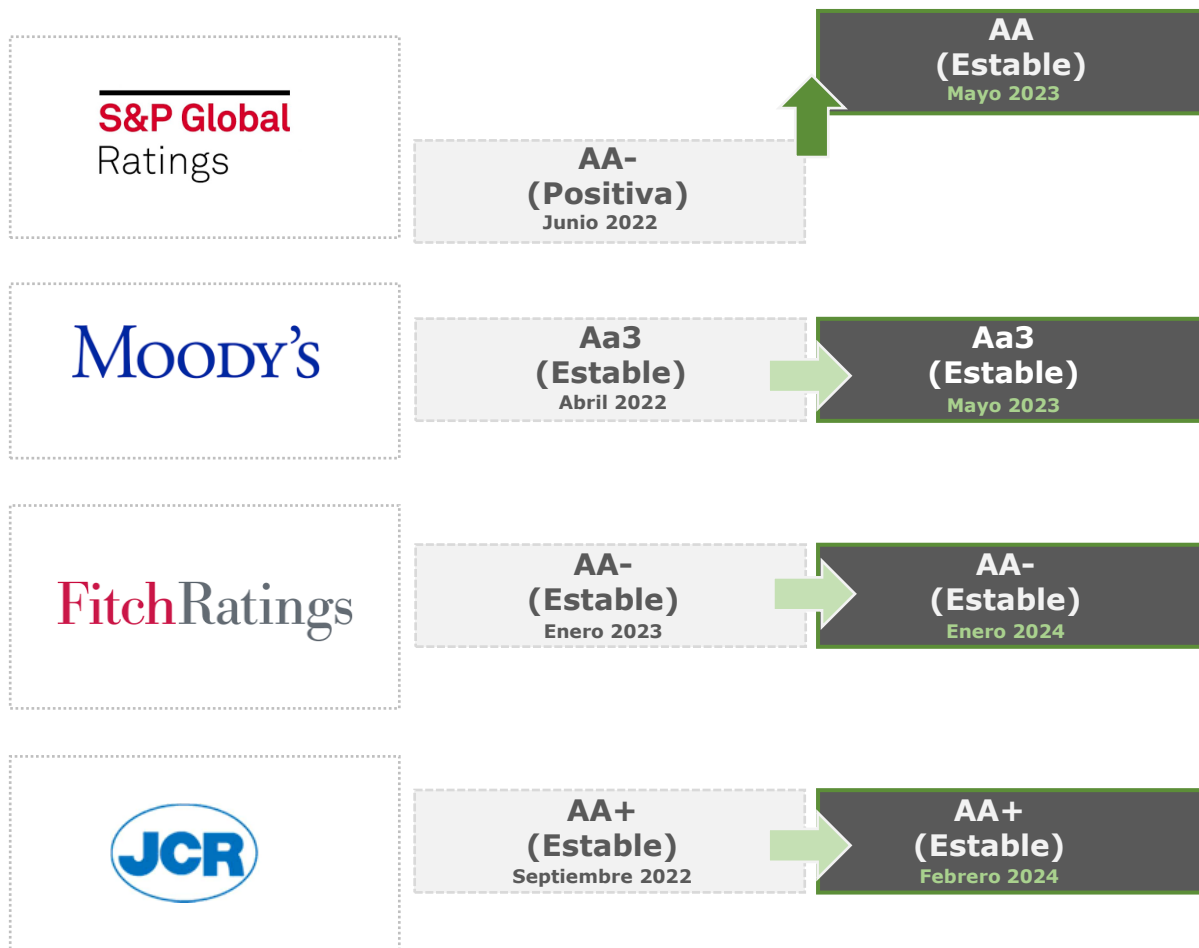 S&P Global
Ratings
AA-
(Positiva)
Junio 2022
AA
(Estable)
Mayo 2023
MOODY'S
Aa3
(Estable)
Abril 2022
Aa3
(Estable)
Mayo 2023
FitchRatings
AA-
(Estable)
Enero 2023
AA-
(Estable)
Enero 2024
JCR
AA+
(Estable)
Septiembre 2022
AA+
(Estable)
Febrero 2024